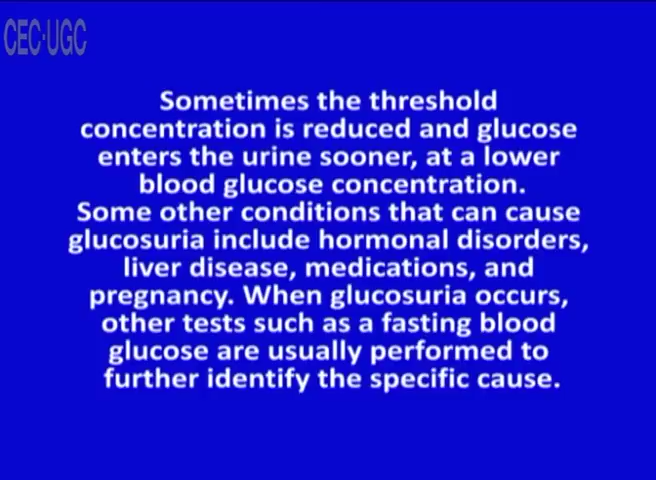 CEC-UGC
Sometimes the threshold
concentration is reduced and glucose
enters the urine sooner, at a lower
blood glucose concentration.
Some other conditions that can cause
glucosuria include hormonal disorders,
liver disease, medications, and
pregnancy. When glucosuria occurs,
other tests such as a fasting blood
glucose are usually performed to
further identify the specific cause.